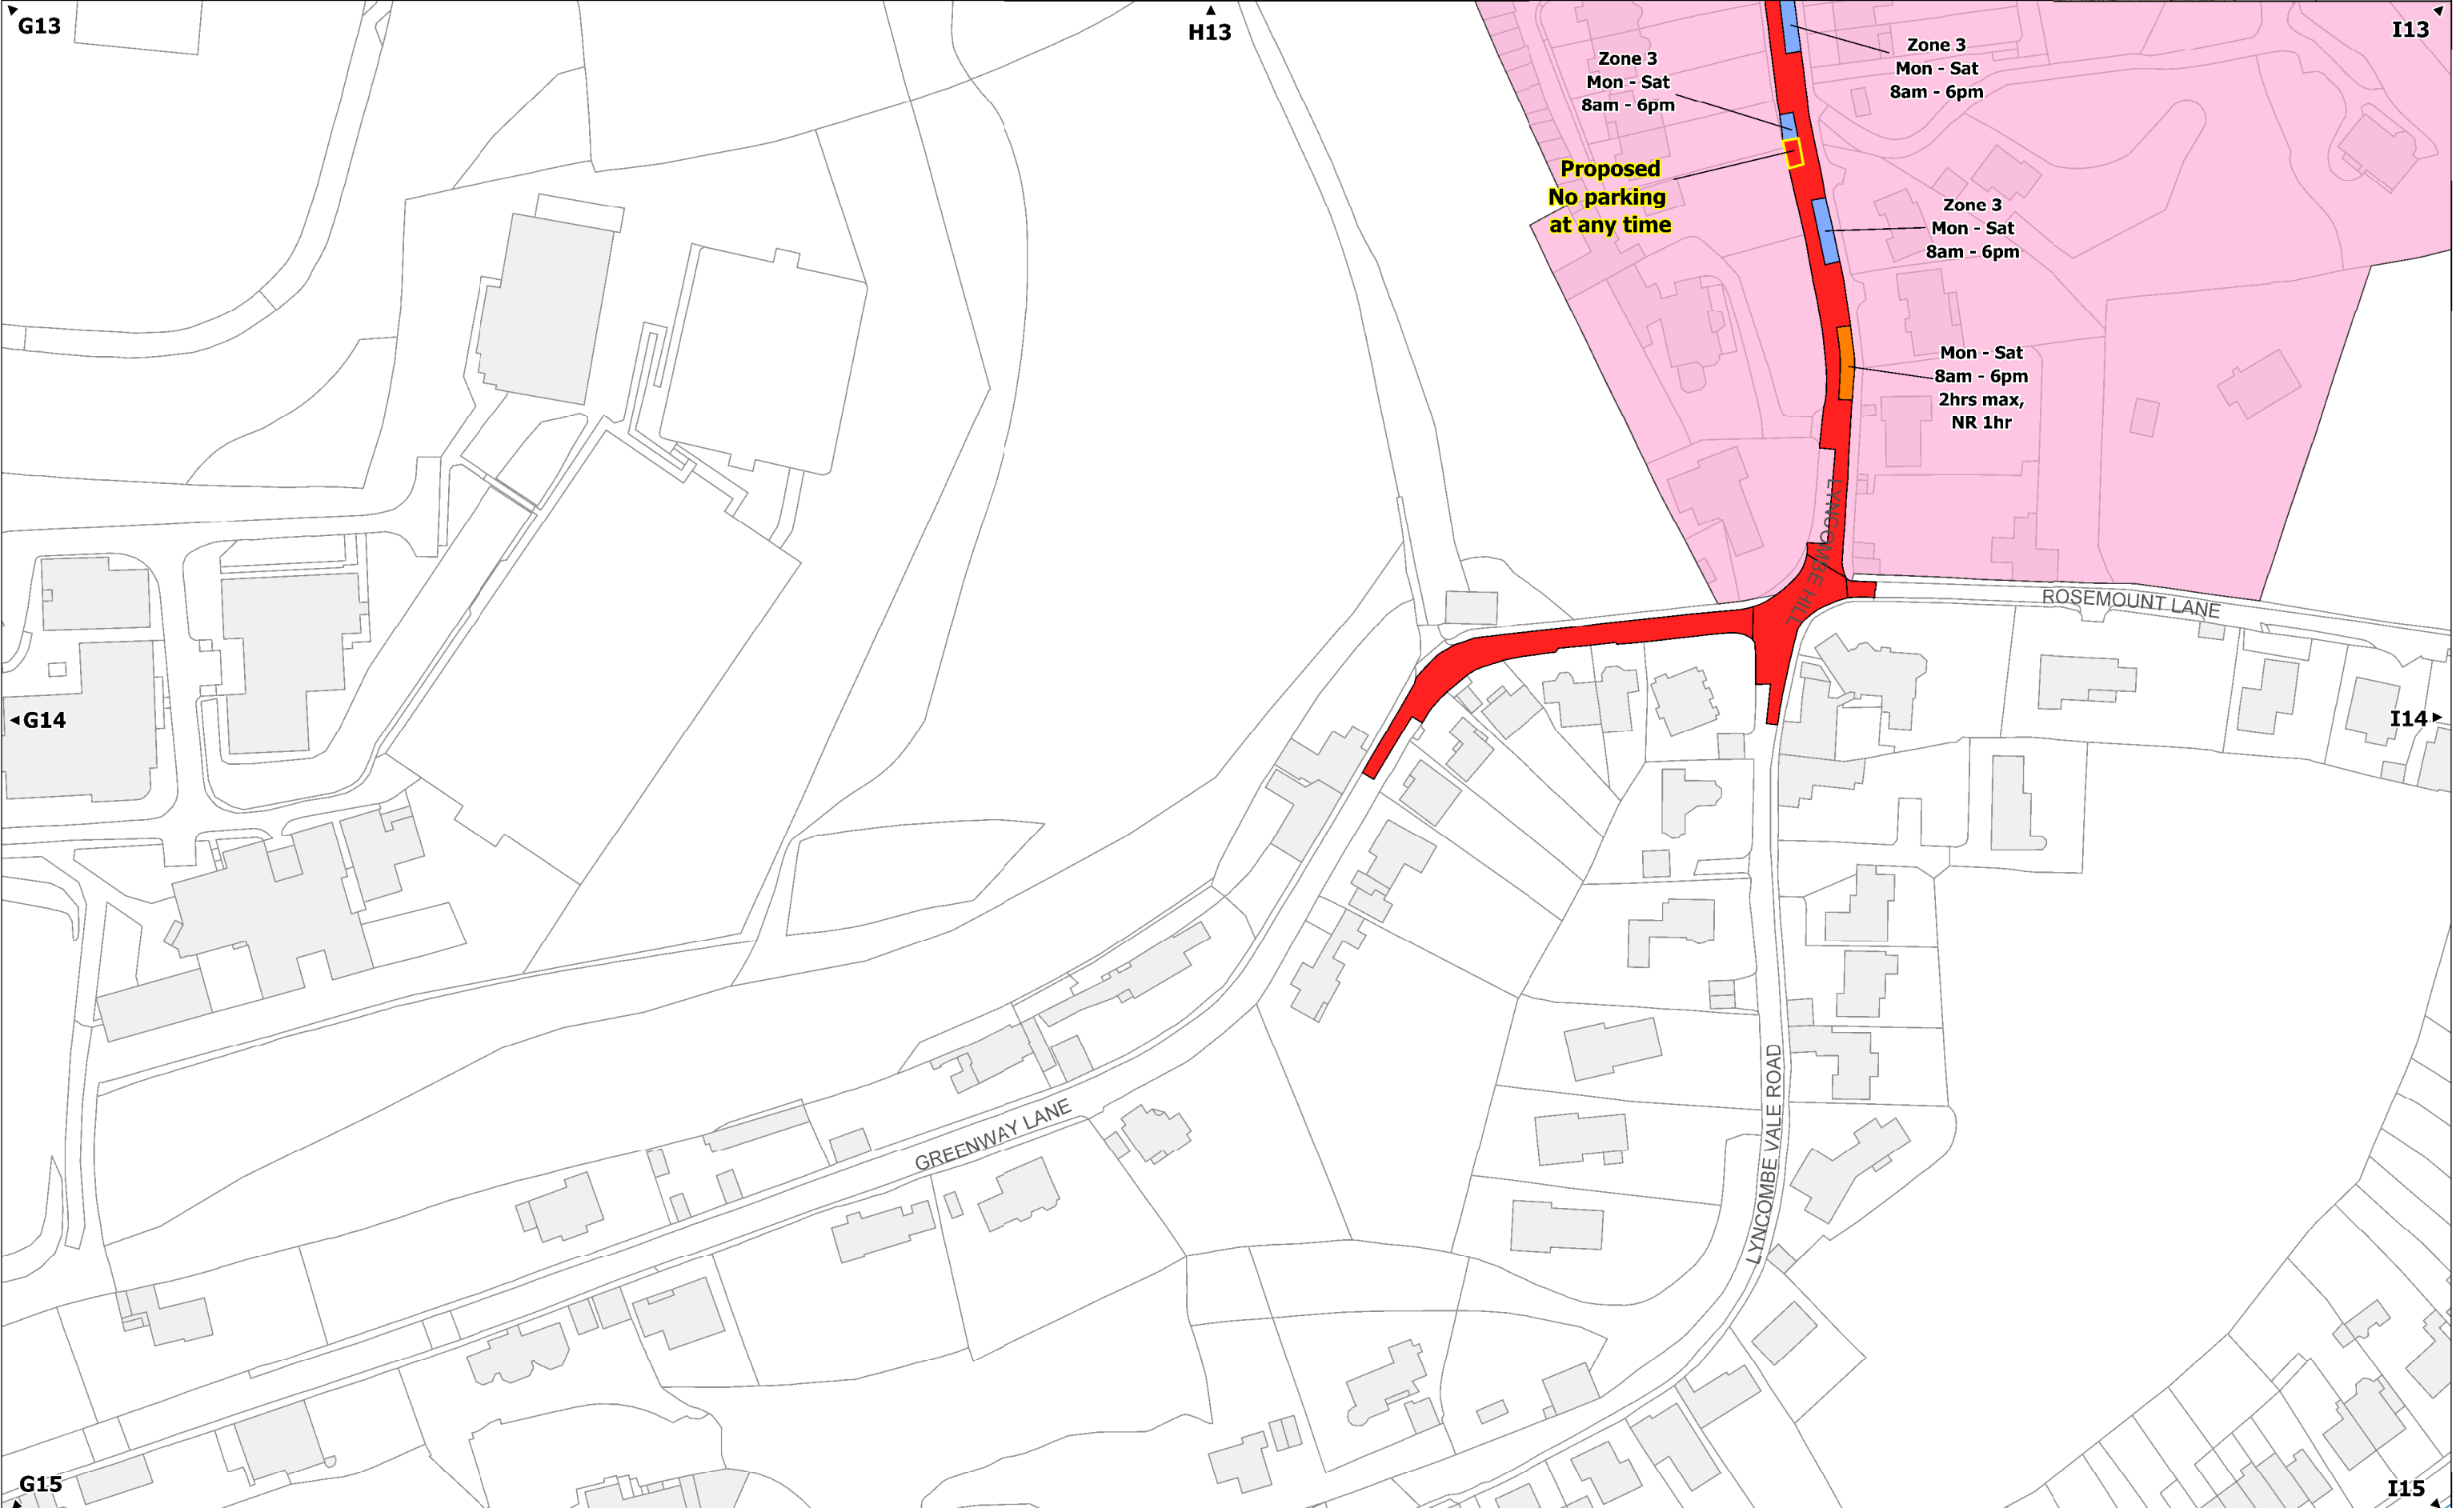 G13
H13
I13
Zone 3
Mon - Sat
8am - 6pm
Zone 3
Mon - Sat
8am - 6pm
Proposed
No parking
at any time
Zone 3
Mon - Sat
8am - 6pm
Mon - Sat
8am - 6pm
2hrs max,
NR 1hr
LYNCOMBE HILL
ROSEMOUNT LANE
G14
I14
GREENWAY LANE
LYNCOMBE VALE ROAD
G15
I15